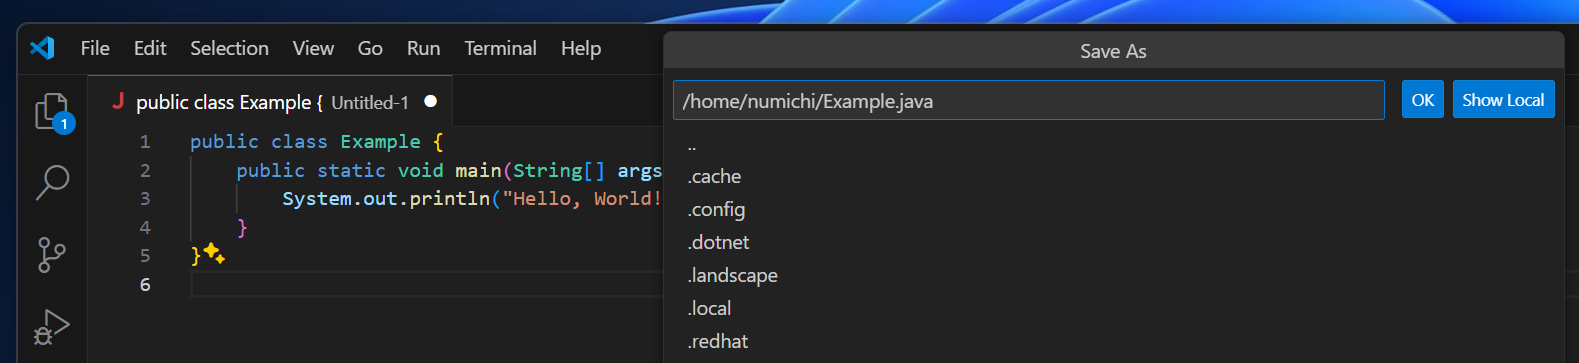 File Edit Selection View Go Run Terminal Help
Save As
public class Example { Untitled-1
/home/numichi/Example.java OK Show Local
1
1 public class Example {
2 public static void main(String[] args
3 System.out.println("Hello, World!
4 }
5 }
6
..
.cache
.config
.dotnet
.landscape
.local
.redhat